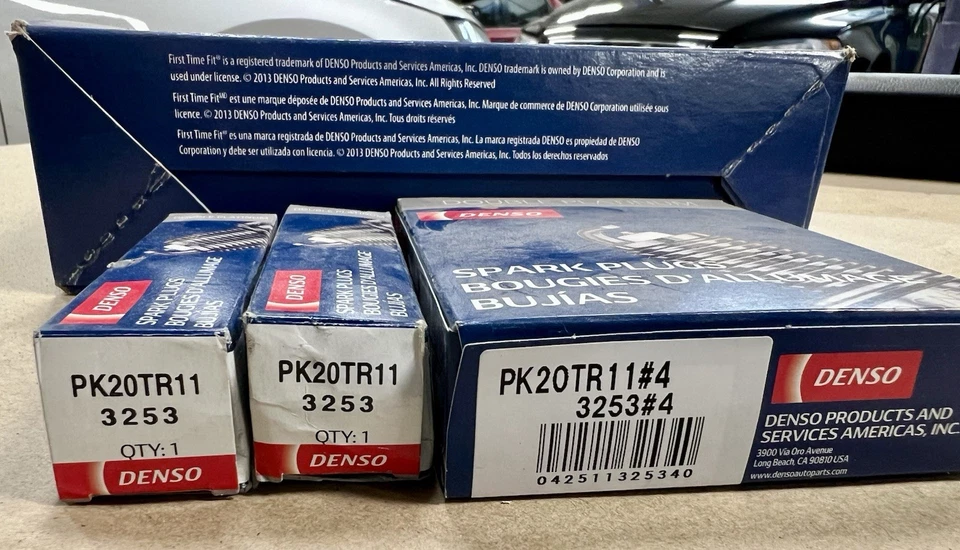 First Time Fit® is a registered trademark of DENSO Products and Services Americas, Inc. DENSO trademark is owned by DENSO Corporation and is
used under license. © 2013 DENSO Products and Services Americas, Inc. All Rights Reserved
First Time Fit(MD) est une marque déposée de DENSO Products and Services Americas, Inc. Marque de commerce de DENSO Corporation utilisée sous
licence. © 2013 DENSO Products and Services Americas, Inc. Tous droits réservés
First Time Fit® es una marca registrada de DENSO Products and Services Americas, Inc. La marca registrada DENSO es propiedad de DENSO
Corporation y debe ser utilizada con licencia. © 2013 DENSO Products and Services Americas, Inc. Todos los derechos reservados
DENSO
SPARK PLUGS
BOUGIES D'ALLUMAGE
BUJÍAS
PK20TR11
3253
QTY: 1
DENSO
DENSO
SPARK PLUGS
BOUGIES D'ALLUMAGE
BUJÍAS
PK20TR11
3253
QTY: 1
DENSO
DOUBLE PLATINUM
DENSO
SPARK PLUGS
BOUGIES D'ALLUMAGE
BUJÍAS
PK20TR11#4
3253#4
042511325340
DENSO
DENSO PRODUCTS AND
SERVICES AMERICAS, INC.
3900 Via Oro Avenue
Long Beach, CA 90810 USA
www.densoautoparts.com